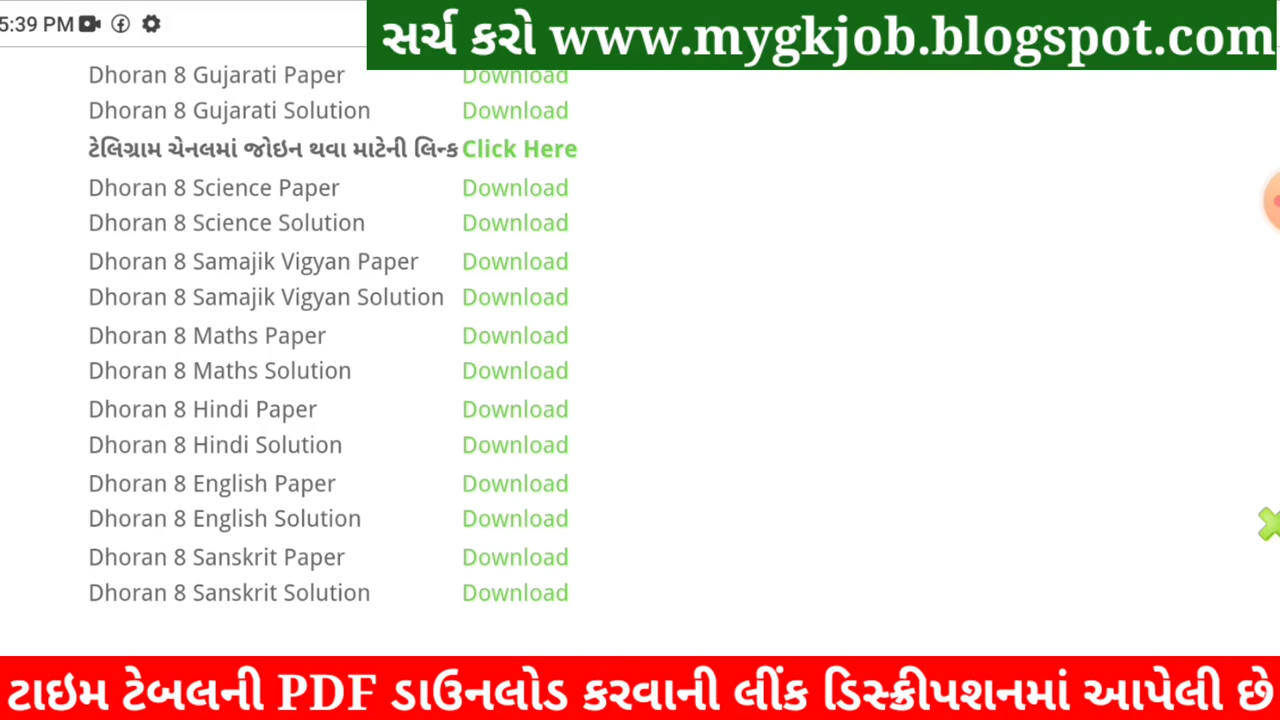 5:39 PM
સર્ચ કરો www.mygkjob.blogspot.com
Dhoran 8 Gujarati Paper Download
Dhoran 8 Gujarati Solution Download
ટેલિગ્રામ ચેનલમાં જોઇન થવા માટેની લિન્ક Click Here
Dhoran 8 Science Paper Download
Dhoran 8 Science Solution Download
Dhoran 8 Samajik Vigyan Paper Download
Dhoran 8 Samajik Vigyan Solution Download
Dhoran 8 Maths Paper Download
Dhoran 8 Maths Solution Download
Dhoran 8 Hindi Paper Download
Dhoran 8 Hindi Solution Download
Dhoran 8 English Paper Download
Dhoran 8 English Solution Download
Dhoran 8 Sanskrit Paper Download
Dhoran 8 Sanskrit Solution Download
ટાઇમ ટેબલની PDF ડાઉનલોડ કરવાની લીંક ડિસ્ક્રીપશનમાં આપેલી છે